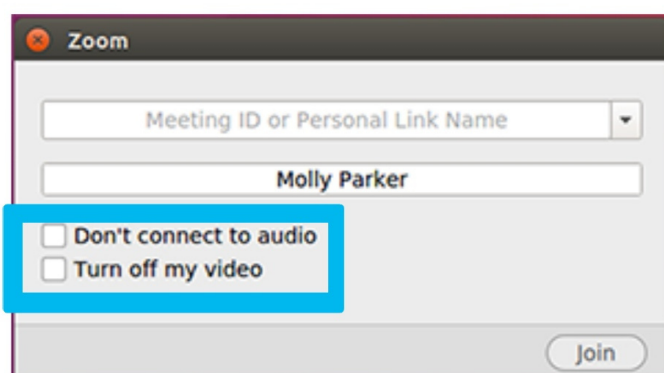 Zoom
Meeting ID or Personal Link Name
Molly Parker
Don't connect to audio
Turn off my video
Join